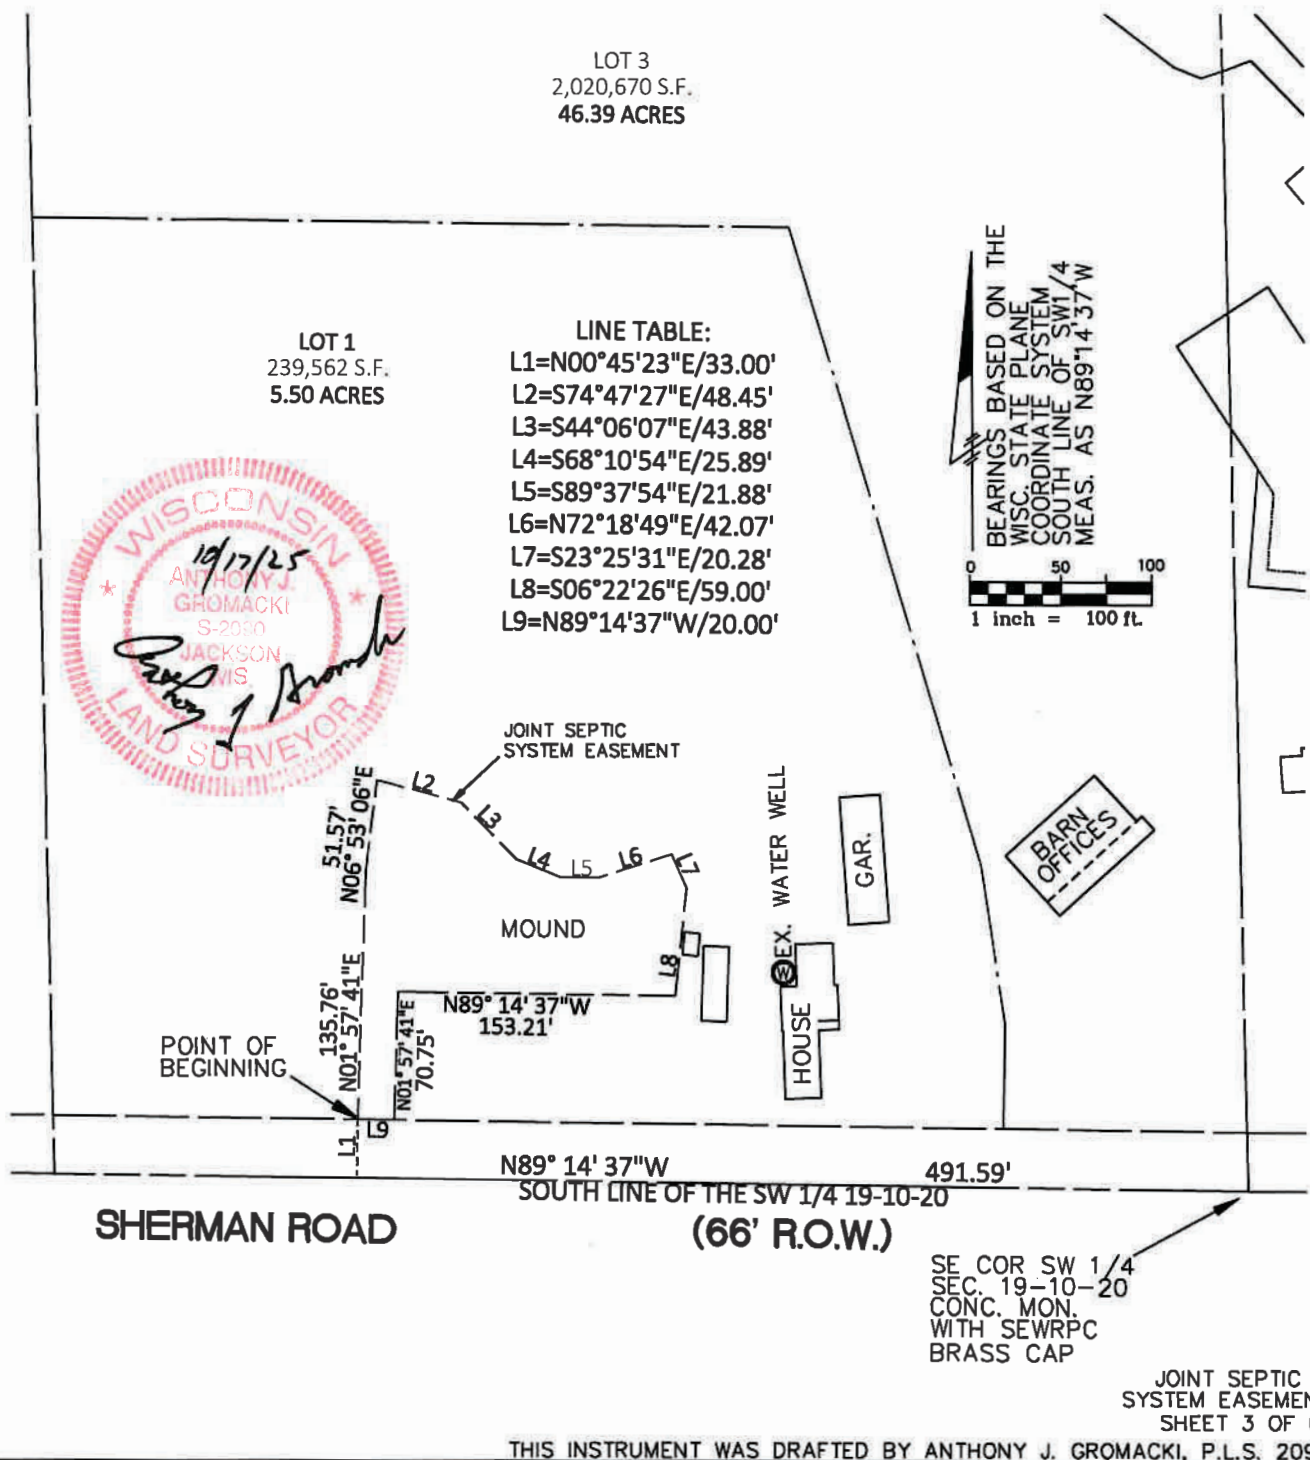 LOT 3
2,020,670 S.F.
46.39 ACRES
LOT 1
239,562 S.F.
5.50 ACRES
LINE TABLE:
L1=N00°45'23"E/33.00'
L2=S74°47'27"E/48.45'
L3=S44°06'07"E/43.88'
L4=S68°10'54"E/25.89'
L5=S89°37'54"E/21.88'
L6=N72°18'49"E/42.07'
L7=S23°25'31"E/20.28'
L8=S06°22'26"E/59.00'
L9=N89°14'37"W/20.00'
BEARINGS BASED ON THE
WISC. STATE PLANE
COORDINATE SYSTEM
SOUTH LINE OF SW1/4
MEAS. AS N89°14'37"W
0 50 100
1 inch = 100 ft.
WISCONSIN
10/17/25
ANTHONY J.
GROMACKI
JACKSON
WIS.
LAND SURVEYOR
JOINT SEPTIC
SYSTEM EASEMENT
L2
L3
L4
L5
L6
L7
L8
51.57'
N06° 53' 06"E
135.76'
N01° 57' 41"E
MOUND
EX. WATER WELL
W
GAR.
BARN
OFFICES
HOUSE
N89° 14' 37"W
153.21'
N01° 57' 41"E
70.75'
POINT OF
BEGINNING
L1
L9
N89° 14' 37"W 491.59'
SOUTH LINE OF THE SW 1/4 19-10-20
SHERMAN ROAD (66' R.O.W.)
SE COR SW 1/4
SEC. 19-10-20
CONC. MON.
WITH SEWRPC
BRASS CAP
JOINT SEPTIC
SYSTEM EASEMEN
SHEET 3 OF
THIS INSTRUMENT WAS DRAFTED BY ANTHONY J. GROMACKI, P.L.S. 209